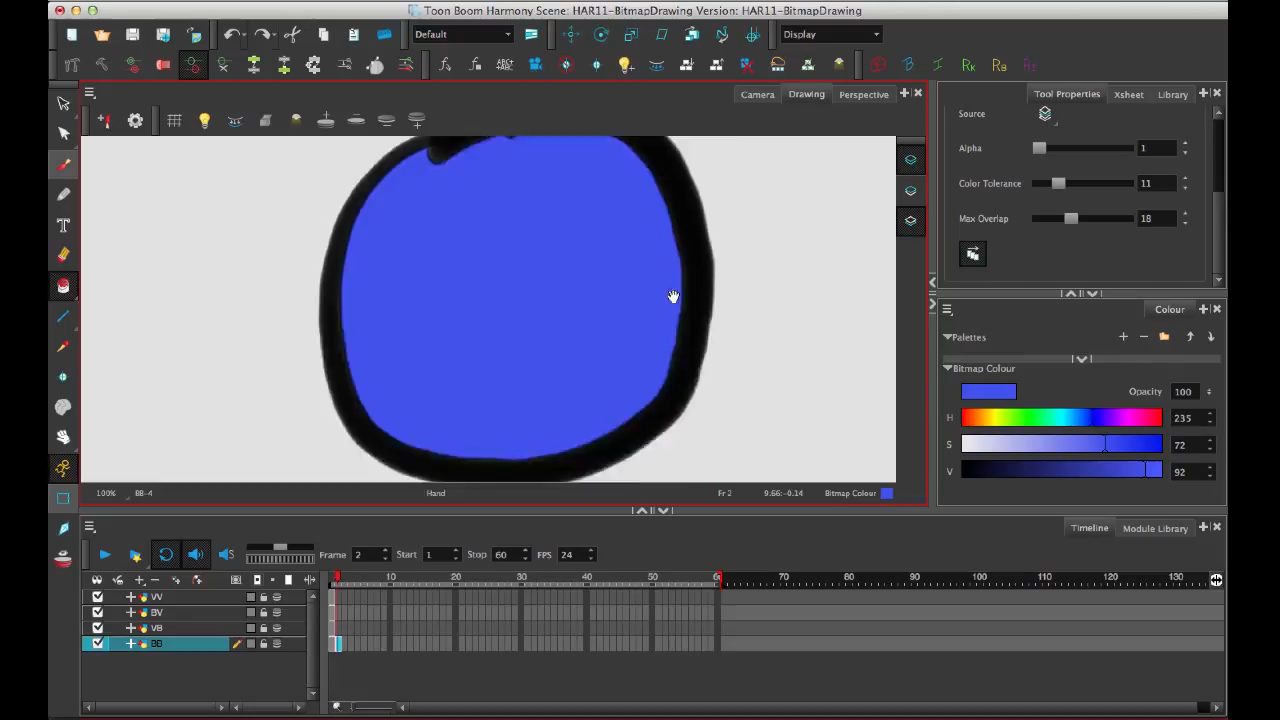 Toon Boom Harmony Scene: HAR11-BitmapDrawing Version: HAR11-BitmapDrawing
Default
Display
Camera
Drawing
Perspective
Tool Properties
Xsheet
Library
Source
Alpha
1
Color Tolerance
11
Max Overlap
18
Colour
Palettes
Bitmap Colour
Opacity
100
H
235
S
72
V
92
100%
BB-4
Hand
Fr 2
9.66:-0.14
Bitmap Colour
Timeline
Module Library
Frame
2
Start
1
Stop
60
FPS
24
10
20
30
40
50
70
80
90
100
110
120
130
VV
BV
VB
BB